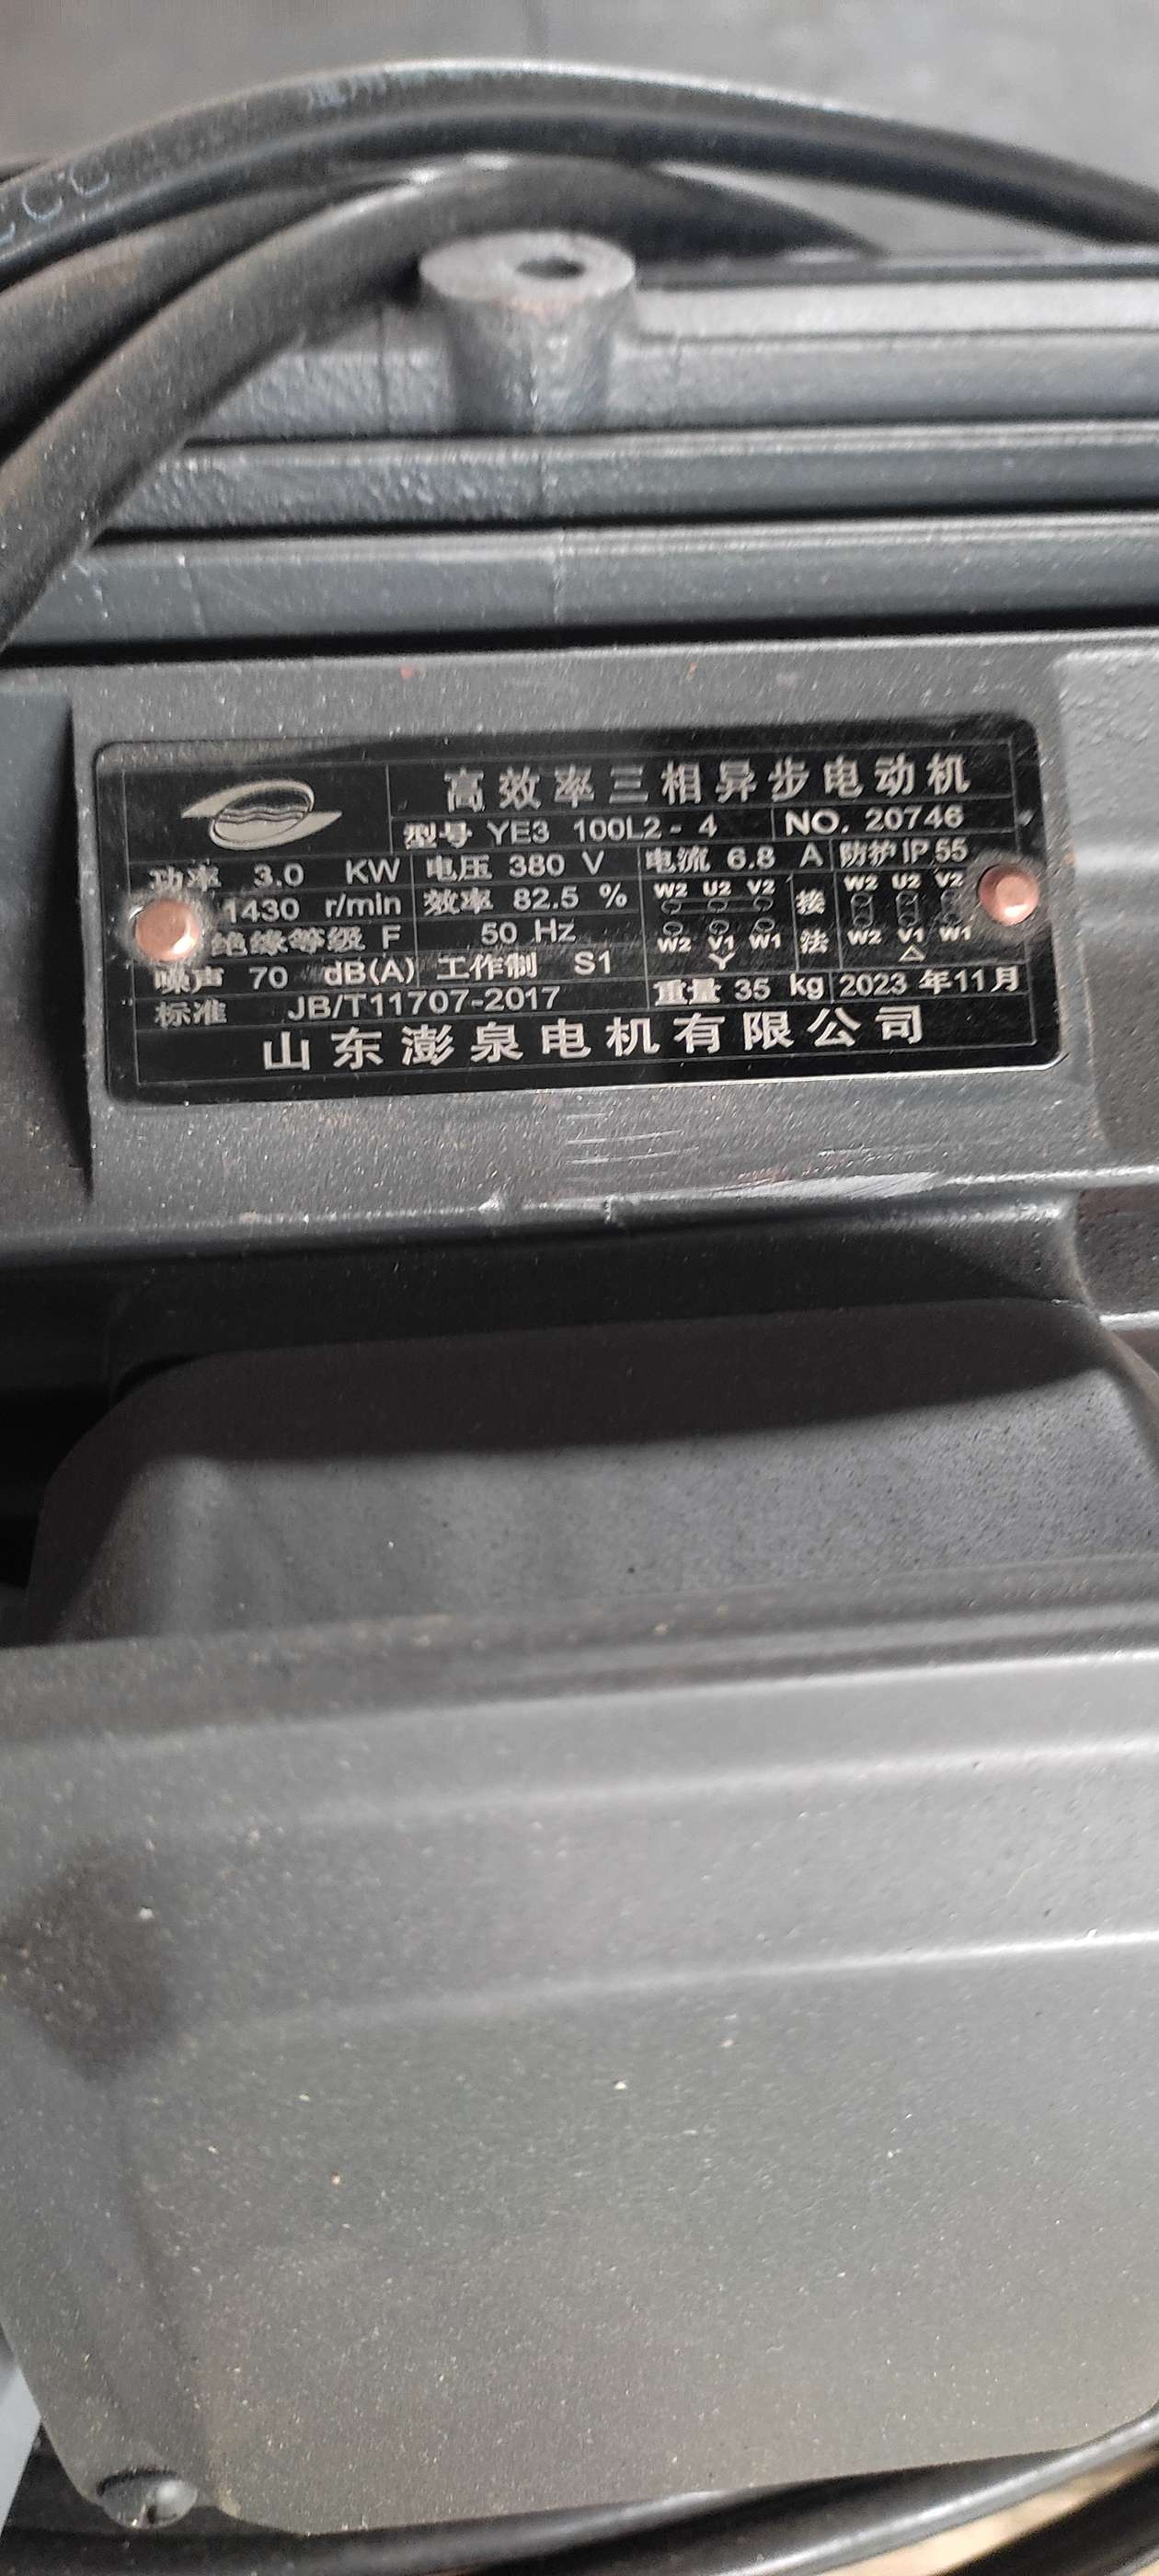 高效率三相异步电动机
型号 YE3 100L2-4 NO. 20746
功率 3.0 KW 电压 380 V 电流 6.8 A 防护 IP 55
1430 r/min 效率 82.5 % W2 U2 V2 接 W2 U2 V2
绝缘等级 F 50 Hz W2 V1 W1 法 W2 V1 W1
噪声 70 dB(A) 工作制 S1 Y △
标准 JB/T11707-2017 重量 35 kg 2023 年11月
山东澎泉电机有限公司